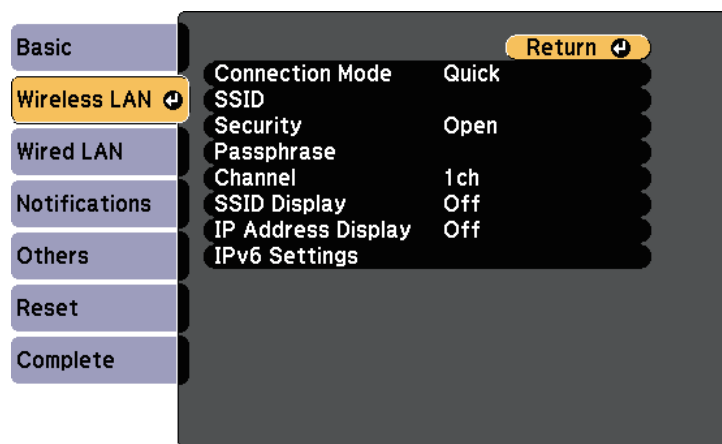 Basic
Wireless LAN
Wired LAN
Notifications
Others
Reset
Complete
Return
Connection Mode Quick
SSID
Security Open
Passphrase
Channel 1ch
SSID Display Off
IP Address Display Off
IPv6 Settings